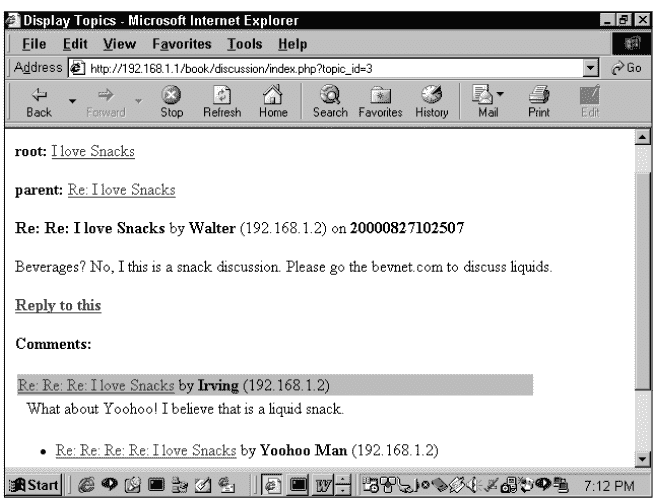 Display Topics - Microsoft Internet Explorer
File Edit View Favorites Tools Help
Address http://192.168.1.1/book/discussion/index.php?topic_id=3 Go
Back Forward Stop Refresh Home Search Favorites History Mail Print Edit
root: I love Snacks
parent: Re: I love Snacks
Re: Re: I love Snacks by Walter (192.168.1.2) on 20000827102507
Beverages? No, I this is a snack discussion. Please go the bevnet.com to discuss liquids.
Reply to this
Comments:
Re: Re: Re: I love Snacks by Irving (192.168.1.2)
What about Yoohoo! I believe that is a liquid snack.
• Re: Re: Re: Re: I love Snacks by Yoohoo Man (192.168.1.2)
Start 7:12 PM